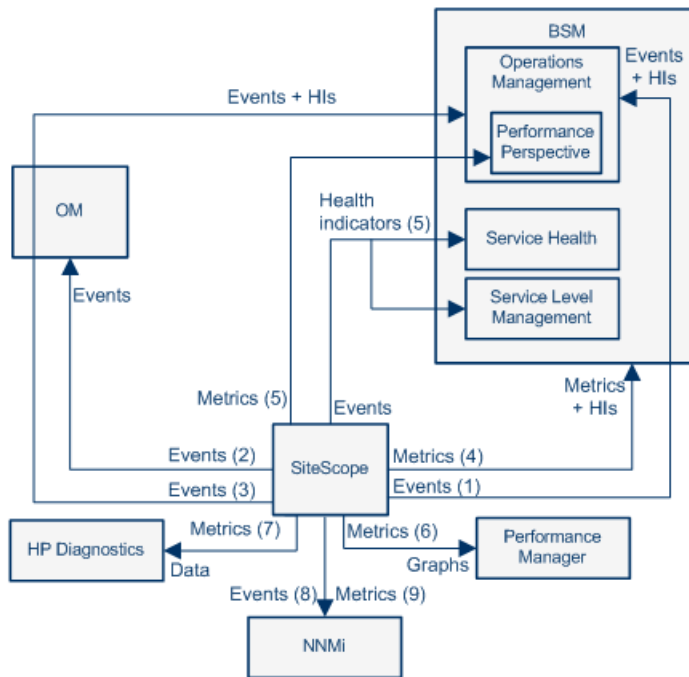 BSM
Operations
Management
Events
+ HIs
Events + HIs
Performance
Perspective
OM
Health
indicators (5)
Service Health
Events
Service Level
Management
Metrics (5)
Events
Metrics
+ HIs
Events (2)
SiteScope
Metrics (4)
Events (3)
Events (1)
HP Diagnostics
Metrics (7)
Data
Metrics (6)
Graphs
Performance
Manager
Events (8)
Metrics (9)
NNMi